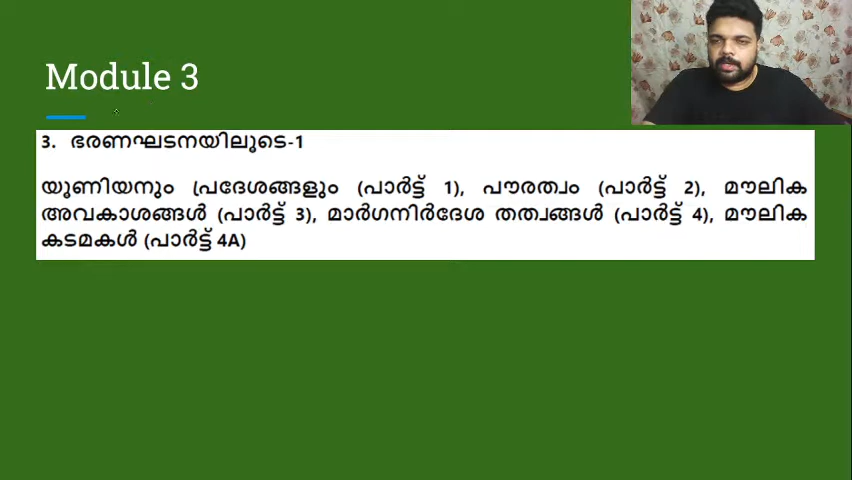 Module 3
3. ഭരണഘടനയിലൂടെ-1
യൂണിയനും പ്രദേശങ്ങളും (പാർട്ട് 1), പൗരത്വം (പാർട്ട് 2), മൗലിക
അവകാശങ്ങൾ (പാർട്ട് 3), മാർഗനിർദേശ തത്വങ്ങൾ (പാർട്ട് 4), മൗലിക
കടമകൾ (പാർട്ട് 4A)